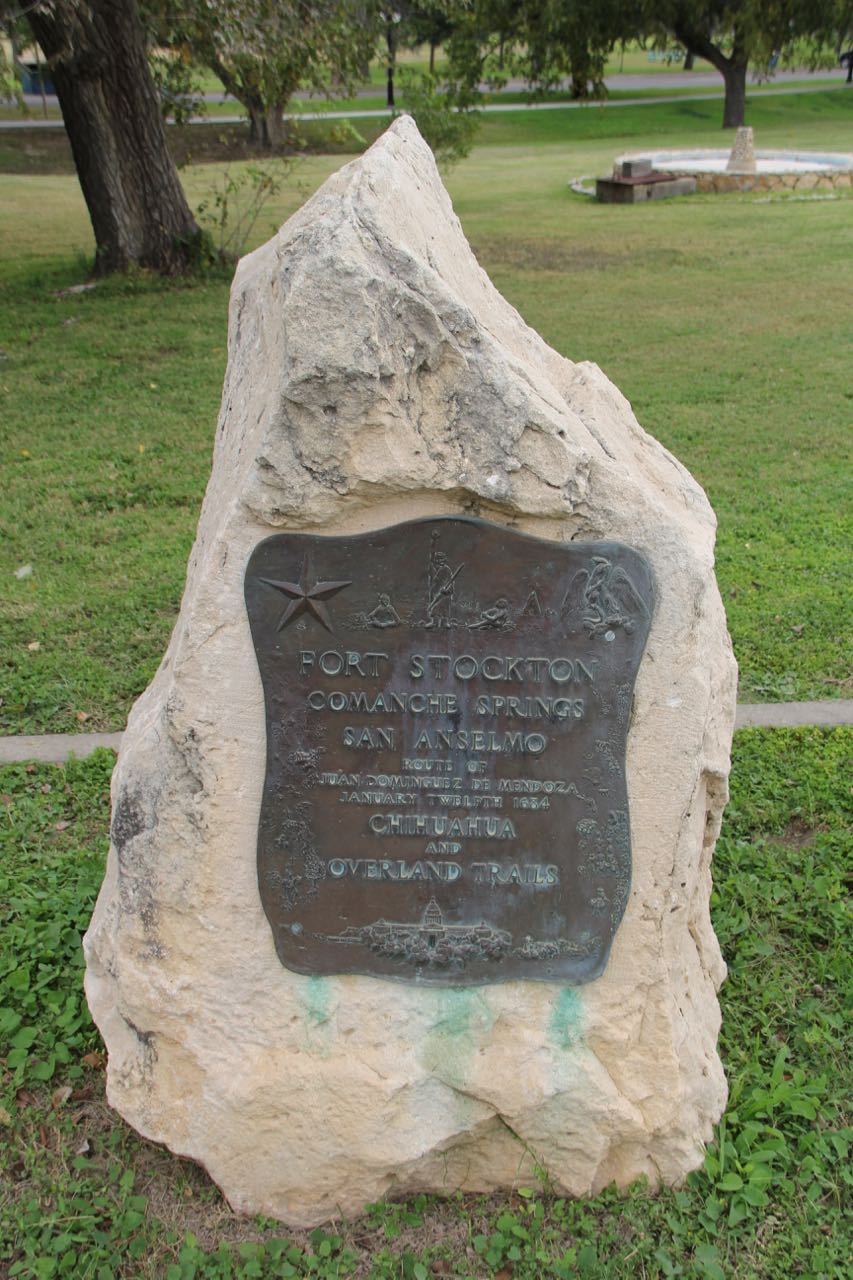 FORT STOCKTON
COMANCHE SPRINGS
SAN ANSELMO
ROUTE OF
JUAN DOMINGUEZ DE MENDOZA
JANUARY TWELFTH 1684
CHIHUAHUA
AND
OVERLAND TRAILS